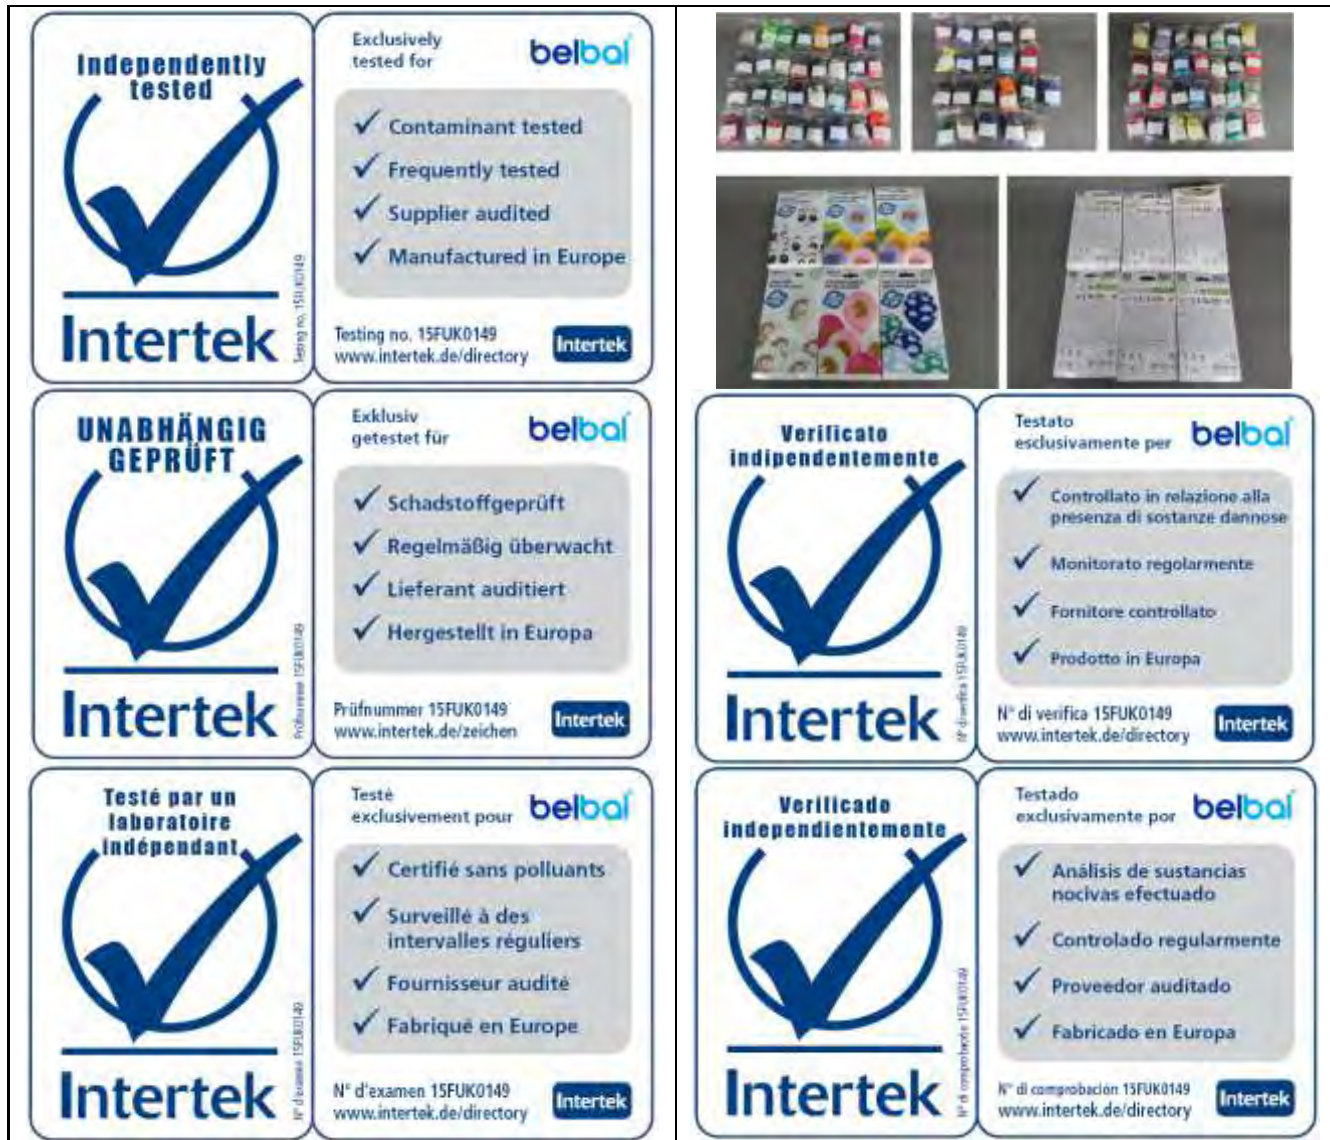 Independently
tested
Intertek
Testing no. 15FUK0149
Exclusively
tested for
belbal
Contaminant tested
Frequently tested
Supplier audited
Manufactured in Europe
Testing no. 15FUK0149
www.intertek.de/directory
Intertek
UNABHÄNGIG
GEPRÜFT
Intertek
Prüfnummer 15FUK0149
Exklusiv
getestet für
belbal
Schadstoffgeprüft
Regelmäßig überwacht
Lieferant auditiert
Hergestellt in Europa
Prüfnummer 15FUK0149
www.intertek.de/zeichen
Intertek
Testé par un
laboratoire
indépendant
Intertek
N° d'examen 15FUK0149
Testé
exclusivement pour
belbal
Certifié sans polluants
Surveillé à des
intervalles réguliers
Fournisseur audité
Fabriqué en Europe
N° d'examen 15FUK0149
www.intertek.de/directory
Intertek
Verificato
indipendentemente
Intertek
N° di verifica 15FUK0149
Testato
esclusivamente per
belbal
Controllato in relazione alla
presenza di sostanze dannose
Monitorato regolarmente
Fornitore controllato
Prodotto in Europa
N° di verifica 15FUK0149
www.intertek.de/directory
Intertek
Verificado
independientemente
Intertek
N° di comprobación 15FUK0149
Testado
exclusivamente por
belbal
Análisis de sustancias
nocivas efectuado
Controlado regularmente
Proveedor auditado
Fabricado en Europa
N° di comprobación 15FUK0149
www.intertek.de/directory
Intertek